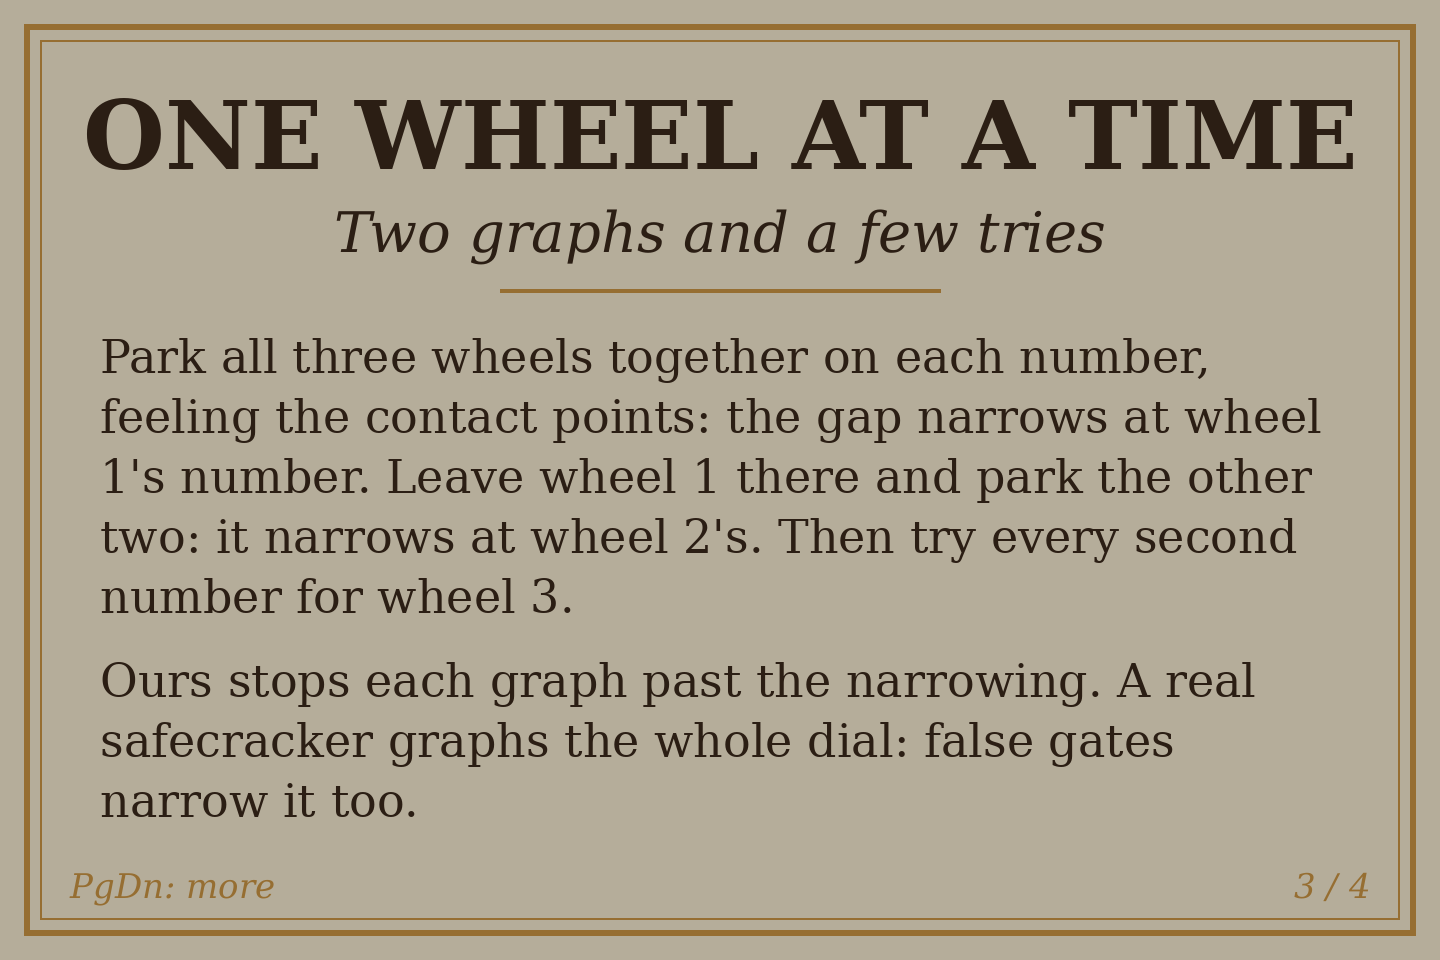 ONE WHEEL AT A TIME
Two graphs and a few tries
Park all three wheels together on each number,
feeling the contact points: the gap narrows at wheel
1's number. Leave wheel 1 there and park the other
two: it narrows at wheel 2's. Then try every second
number for wheel 3.
Ours stops each graph past the narrowing. A real
safecracker graphs the whole dial: false gates
narrow it too.
PgDn: more
3 / 4